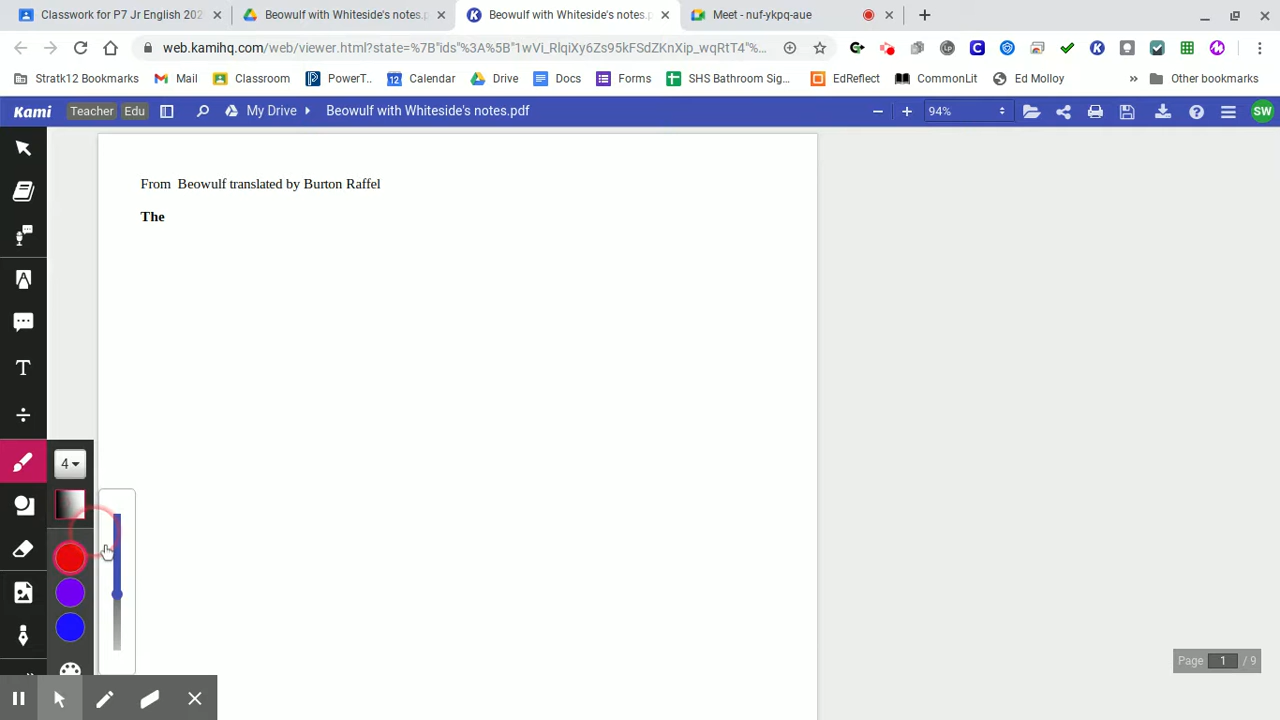 Classwork for P7 Jr English 202
Beowulf with Whiteside's notes.p
Beowulf with Whiteside's notes.p
Meet - nuf-ykpq-aue
web.kamihq.com/web/viewer.html?state=%7B"ids"%3A%5B"1wVi_RlqiXy6Zs95kFSdZKnXip_wqRtT4"%...
Stratk12 Bookmarks
Mail
Classroom
PowerT...
Calendar
Drive
Docs
Forms
SHS Bathroom Sig...
EdReflect
CommonLit
Ed Molloy
»
Other bookmarks
Kami
Teacher
Edu
My Drive
Beowulf with Whiteside's notes.pdf
94%
SW
From Beowulf translated by Burton Raffel
The
T
4
Page 1 / 9